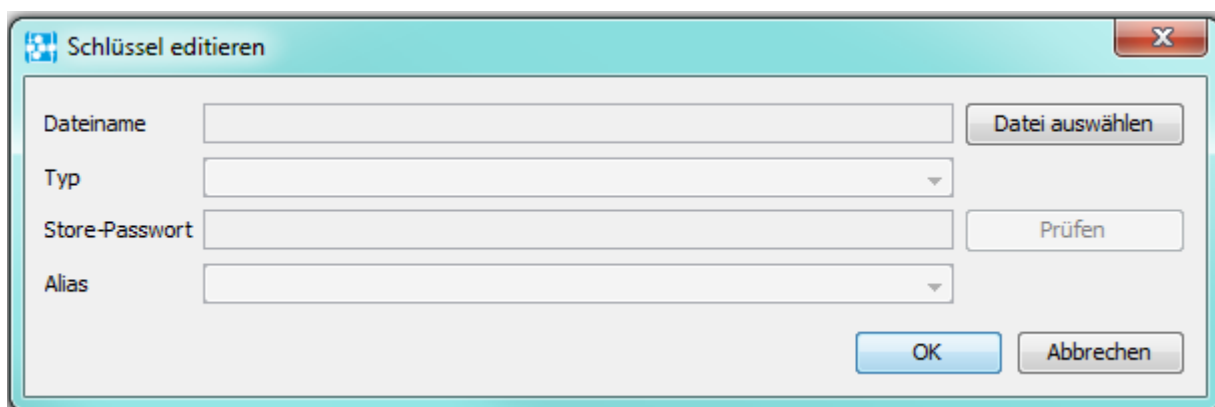 Schlüssel editieren
Dateiname
Datei auswählen
Typ
Store-Passwort
Prüfen
Alias
OK
Abbrechen